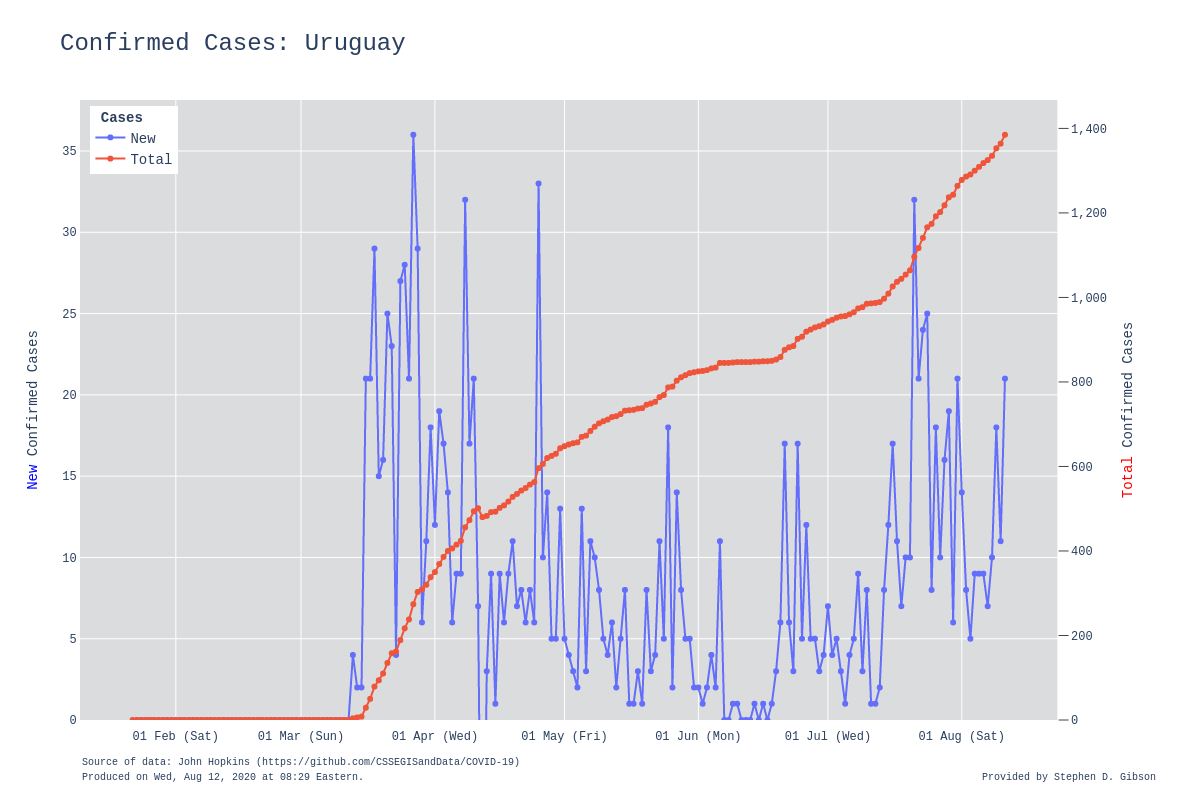 Confirmed Cases: Uruguay
Cases
New
Total
35
30
25
20
15
10
5
0
1,400
1,200
1,000
800
600
400
200
0
New Confirmed Cases
Total Confirmed Cases
01 Feb (Sat)
01 Mar (Sun)
01 Apr (Wed)
01 May (Fri)
01 Jun (Mon)
01 Jul (Wed)
01 Aug (Sat)
Source of data: John Hopkins (https://github.com/CSSEGISandData/COVID-19)
Produced on Wed, Aug 12, 2020 at 08:29 Eastern.
Provided by Stephen D. Gibson